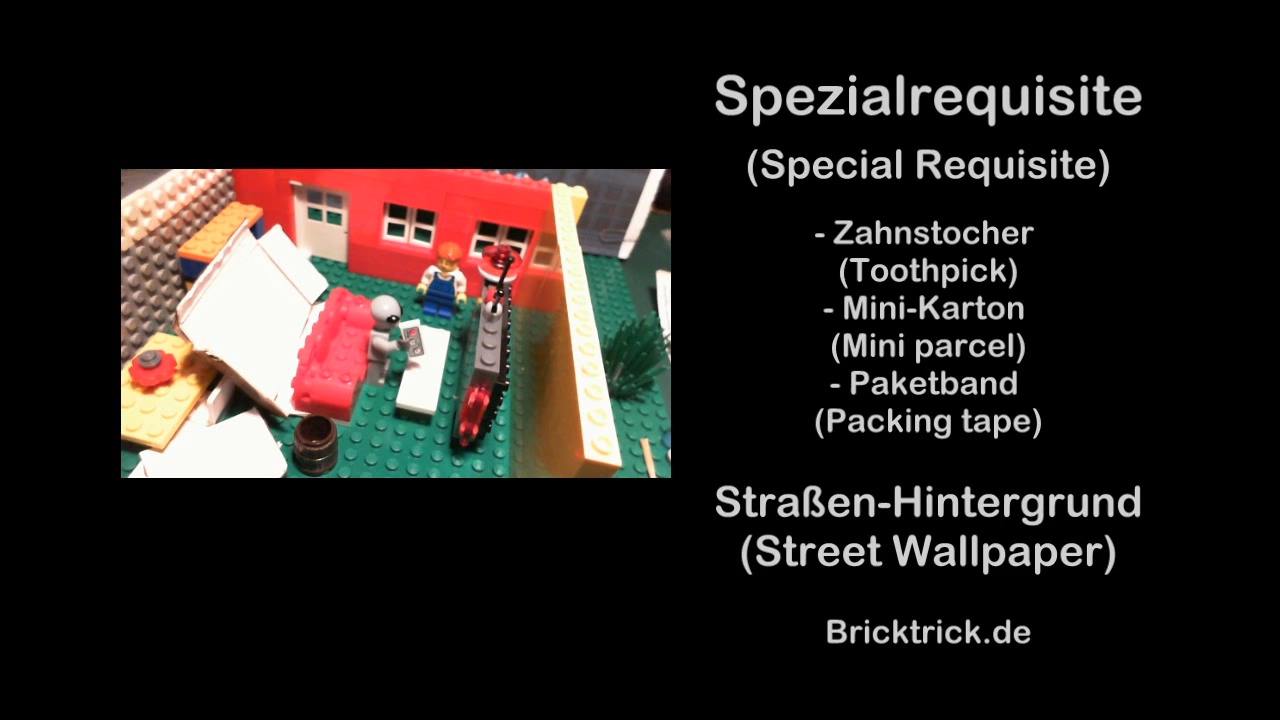 Spezialrequisite
(Special Requisite)
- Zahnstocher
(Toothpick)
- Mini-Karton
(Mini parcel)
- Paketband
(Packing tape)
Straßen-Hintergrund
(Street Wallpaper)
Bricktrick.de